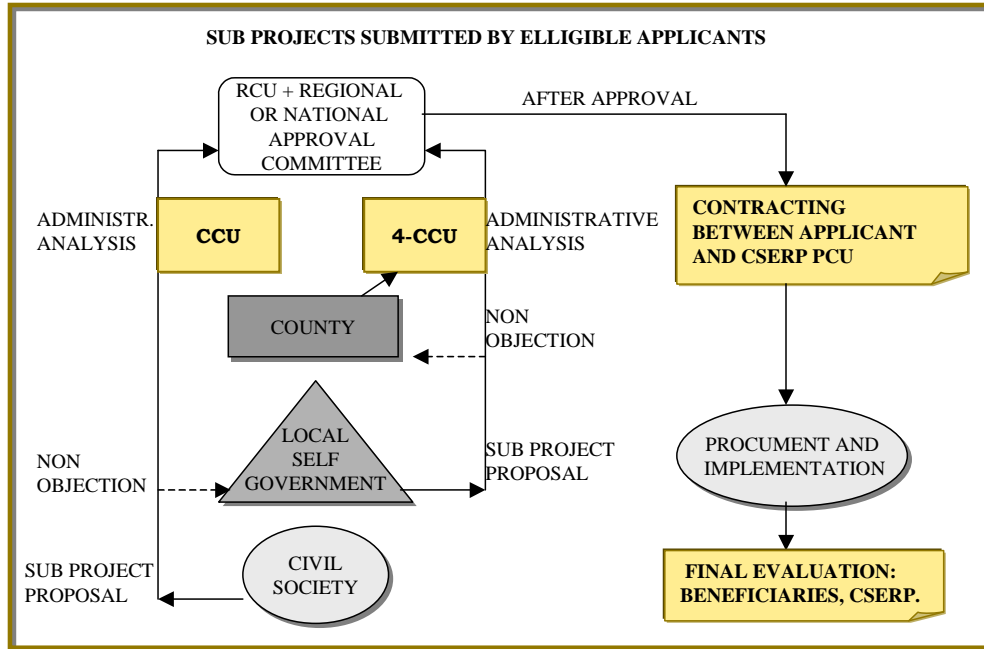 SUB PROJECTS SUBMITTED BY ELLIGIBLE APPLICANTS
RCU + REGIONAL
OR NATIONAL
APPROVAL
COMMITTEE
AFTER APPROVAL
ADMINISTR.
ANALYSIS
CCU
4-CCU
ADMINISTRATIVE
ANALYSIS
CONTRACTING
BETWEEN APPLICANT
AND CSERP PCU
COUNTY
NON
OBJECTION
LOCAL
SELF
GOVERNMENT
NON
OBJECTION
SUB PROJECT
PROPOSAL
PROCUMENT AND
IMPLEMENTATION
CIVIL
SOCIETY
SUB PROJECT
PROPOSAL
FINAL EVALUATION:
BENEFICIARIES, CSERP.